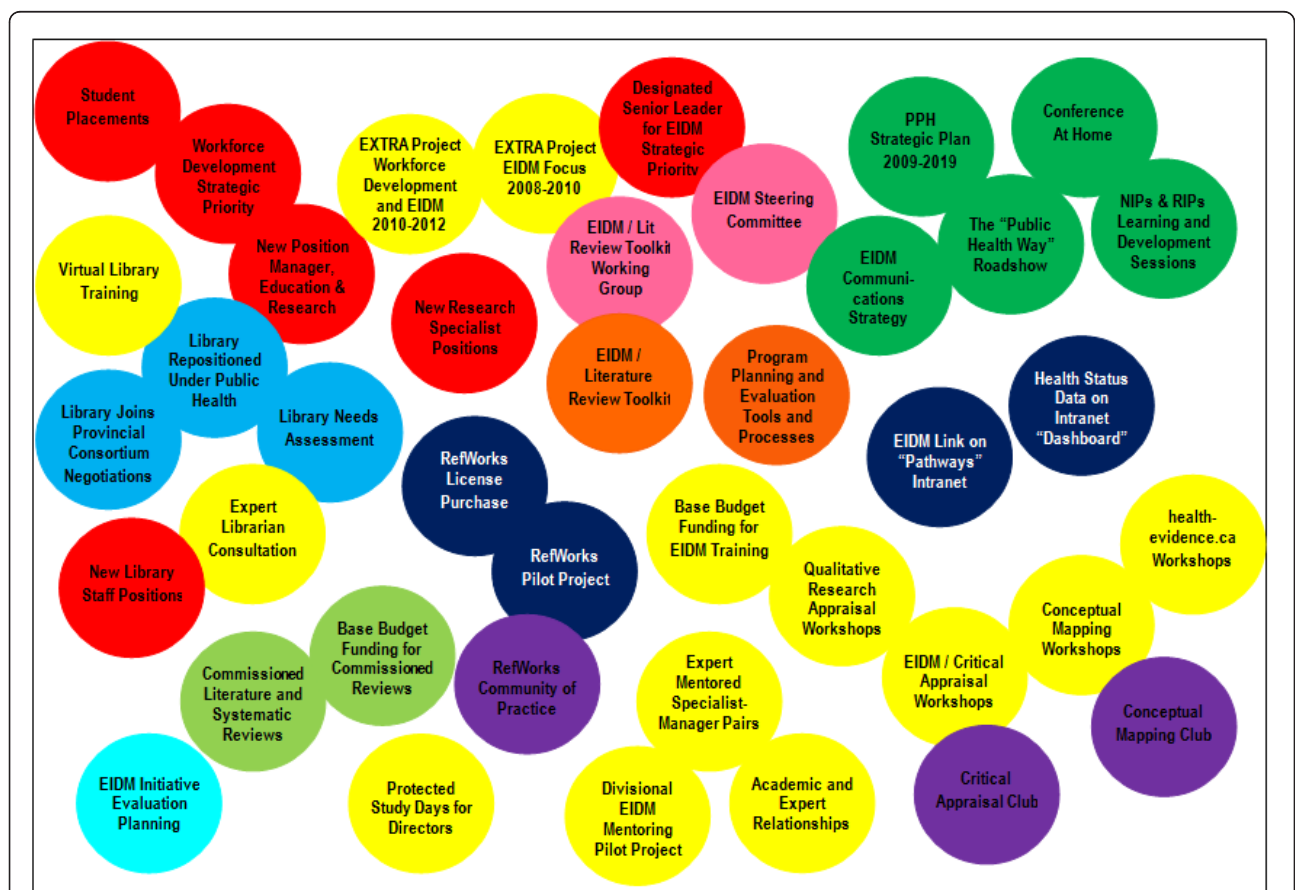 Student
Placements
Workforce
Development
Strategic
Priority
EXTRA Project
Workforce
Development
and EIDM
2010-2012
EXTRA Project
EIDM Focus
2008-2010
Designated
Senior Leader
for EIDM
Strategic
Priority
EIDM Steering
Committee
PPH
Strategic Plan
2009-2019
Conference
At Home
NIPs & RIPs
Learning and
Development
Sessions
The “Public
Health Way”
Roadshow
EIDM
Communi-
cations
Strategy
Virtual Library
Training
New Position
Manager,
Education &
Research
New Research
Specialist
Positions
EIDM / Lit
Review Toolkit
Working
Group
EIDM /
Literature
Review Toolkit
Program
Planning and
Evaluation
Tools and
Processes
Health Status
Data on
Intranet
“Dashboard”
EIDM Link on
“Pathways”
Intranet
Library
Repositioned
Under Public
Health
Library Joins
Provincial
Consortium
Negotiations
Library Needs
Assessment
RefWorks
License
Purchase
RefWorks
Pilot Project
Expert
Librarian
Consultation
New Library
Staff Positions
Base Budget
Funding for
EIDM Training
Qualitative
Research
Appraisal
Workshops
health-
evidence.ca
Workshops
Conceptual
Mapping
Workshops
EIDM / Critical
Appraisal
Workshops
Commissioned
Literature and
Systematic
Reviews
Base Budget
Funding for
Commissioned
Reviews
RefWorks
Community of
Practice
Expert
Mentored
Specialist-
Manager Pairs
Conceptual
Mapping Club
EIDM Initiative
Evaluation
Planning
Protected
Study Days for
Directors
Divisional
EIDM
Mentoring
Pilot Project
Academic and
Expert
Relationships
Critical
Appraisal Club